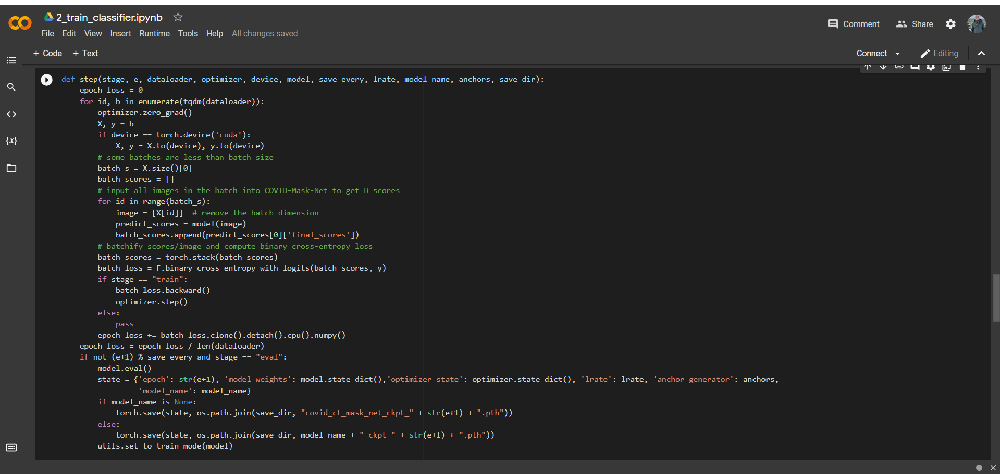 2_train_classifier.ipynb
File Edit View Insert Runtime Tools Help All changes saved
Comment Share
+ Code + Text
Connect Editing
def step(stage, e, dataloader, optimizer, device, model, save_every, lrate, model_name, anchors, save_dir):
    epoch_loss = 0
    for id, b in enumerate(tqdm(dataloader)):
        optimizer.zero_grad()
        X, y = b
        if device == torch.device('cuda'):
            X, y = X.to(device), y.to(device)
        # some batches are less than batch_size
        batch_s = X.size()[0]
        batch_scores = []
        # input all images in the batch into COVID-Mask-Net to get B scores
        for id in range(batch_s):
            image = [X[id]]  # remove the batch dimension
            predict_scores = model(image)
            batch_scores.append(predict_scores[0]['final_scores'])
        # batchify scores/image and compute binary cross-entropy loss
        batch_scores = torch.stack(batch_scores)
        batch_loss = F.binary_cross_entropy_with_logits(batch_scores, y)
        if stage == "train":
            batch_loss.backward()
            optimizer.step()
        else:
            pass
        epoch_loss += batch_loss.clone().detach().cpu().numpy()
    epoch_loss = epoch_loss / len(dataloader)
    if not (e+1) % save_every and stage == "eval":
        model.eval()
        state = {'epoch': str(e+1), 'model_weights': model.state_dict(),'optimizer_state': optimizer.state_dict(), 'lrate': lrate, 'anchor_generator': anchors,
                 'model_name': model_name}
        if model_name is None:
            torch.save(state, os.path.join(save_dir, "covid_ct_mask_net_ckpt_" + str(e+1) + ".pth"))
        else:
            torch.save(state, os.path.join(save_dir, model_name + "_ckpt_" + str(e+1) + ".pth"))
        utils.set_to_train_mode(model)